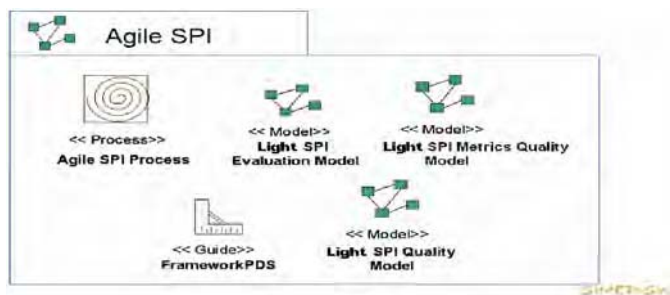 Agile SPI
<< Process>>
Agile SPI Process
<< Model>>
Light SPI
Evaluation Model
<< Model>>
Light SPI Metrics Quality
Model
<< Guide>>
FrameworkPDS
<< Model>>
Light SPI Quality
Model